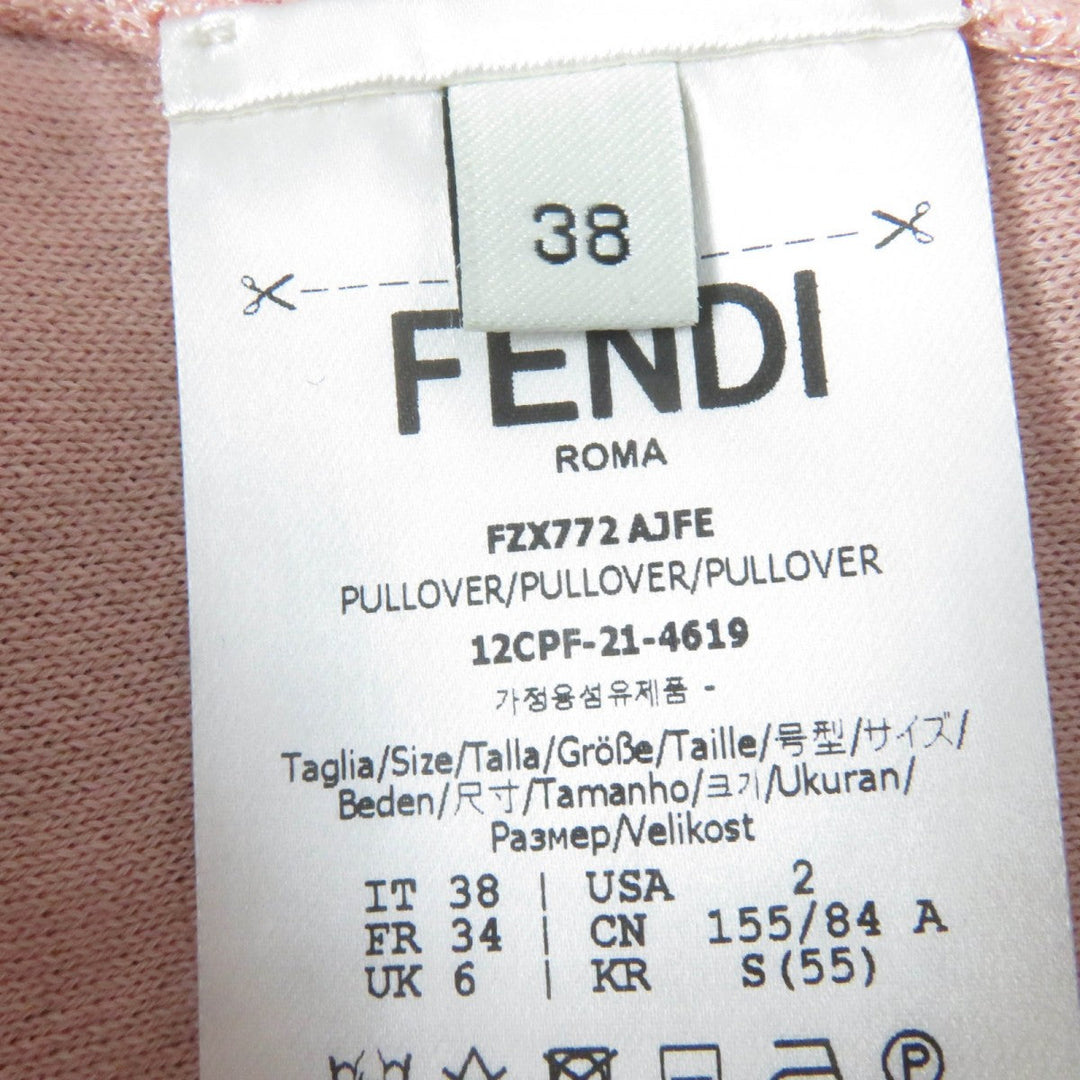 38
FENDI
ROMA
FZX772 AJFE
PULLOVER/PULLOVER/PULLOVER
12CPF-21-4619
가정용섬유제품 -
Taglia/Size/Talla/Größe/Taille/号型/サイズ/
Beden/尺寸/Tamanho/크기/Ukuran/
Размер/Velikost
IT 38 | USA 2
FR 34 | CN 155/84 A
UK 6 | KR S(55)
P